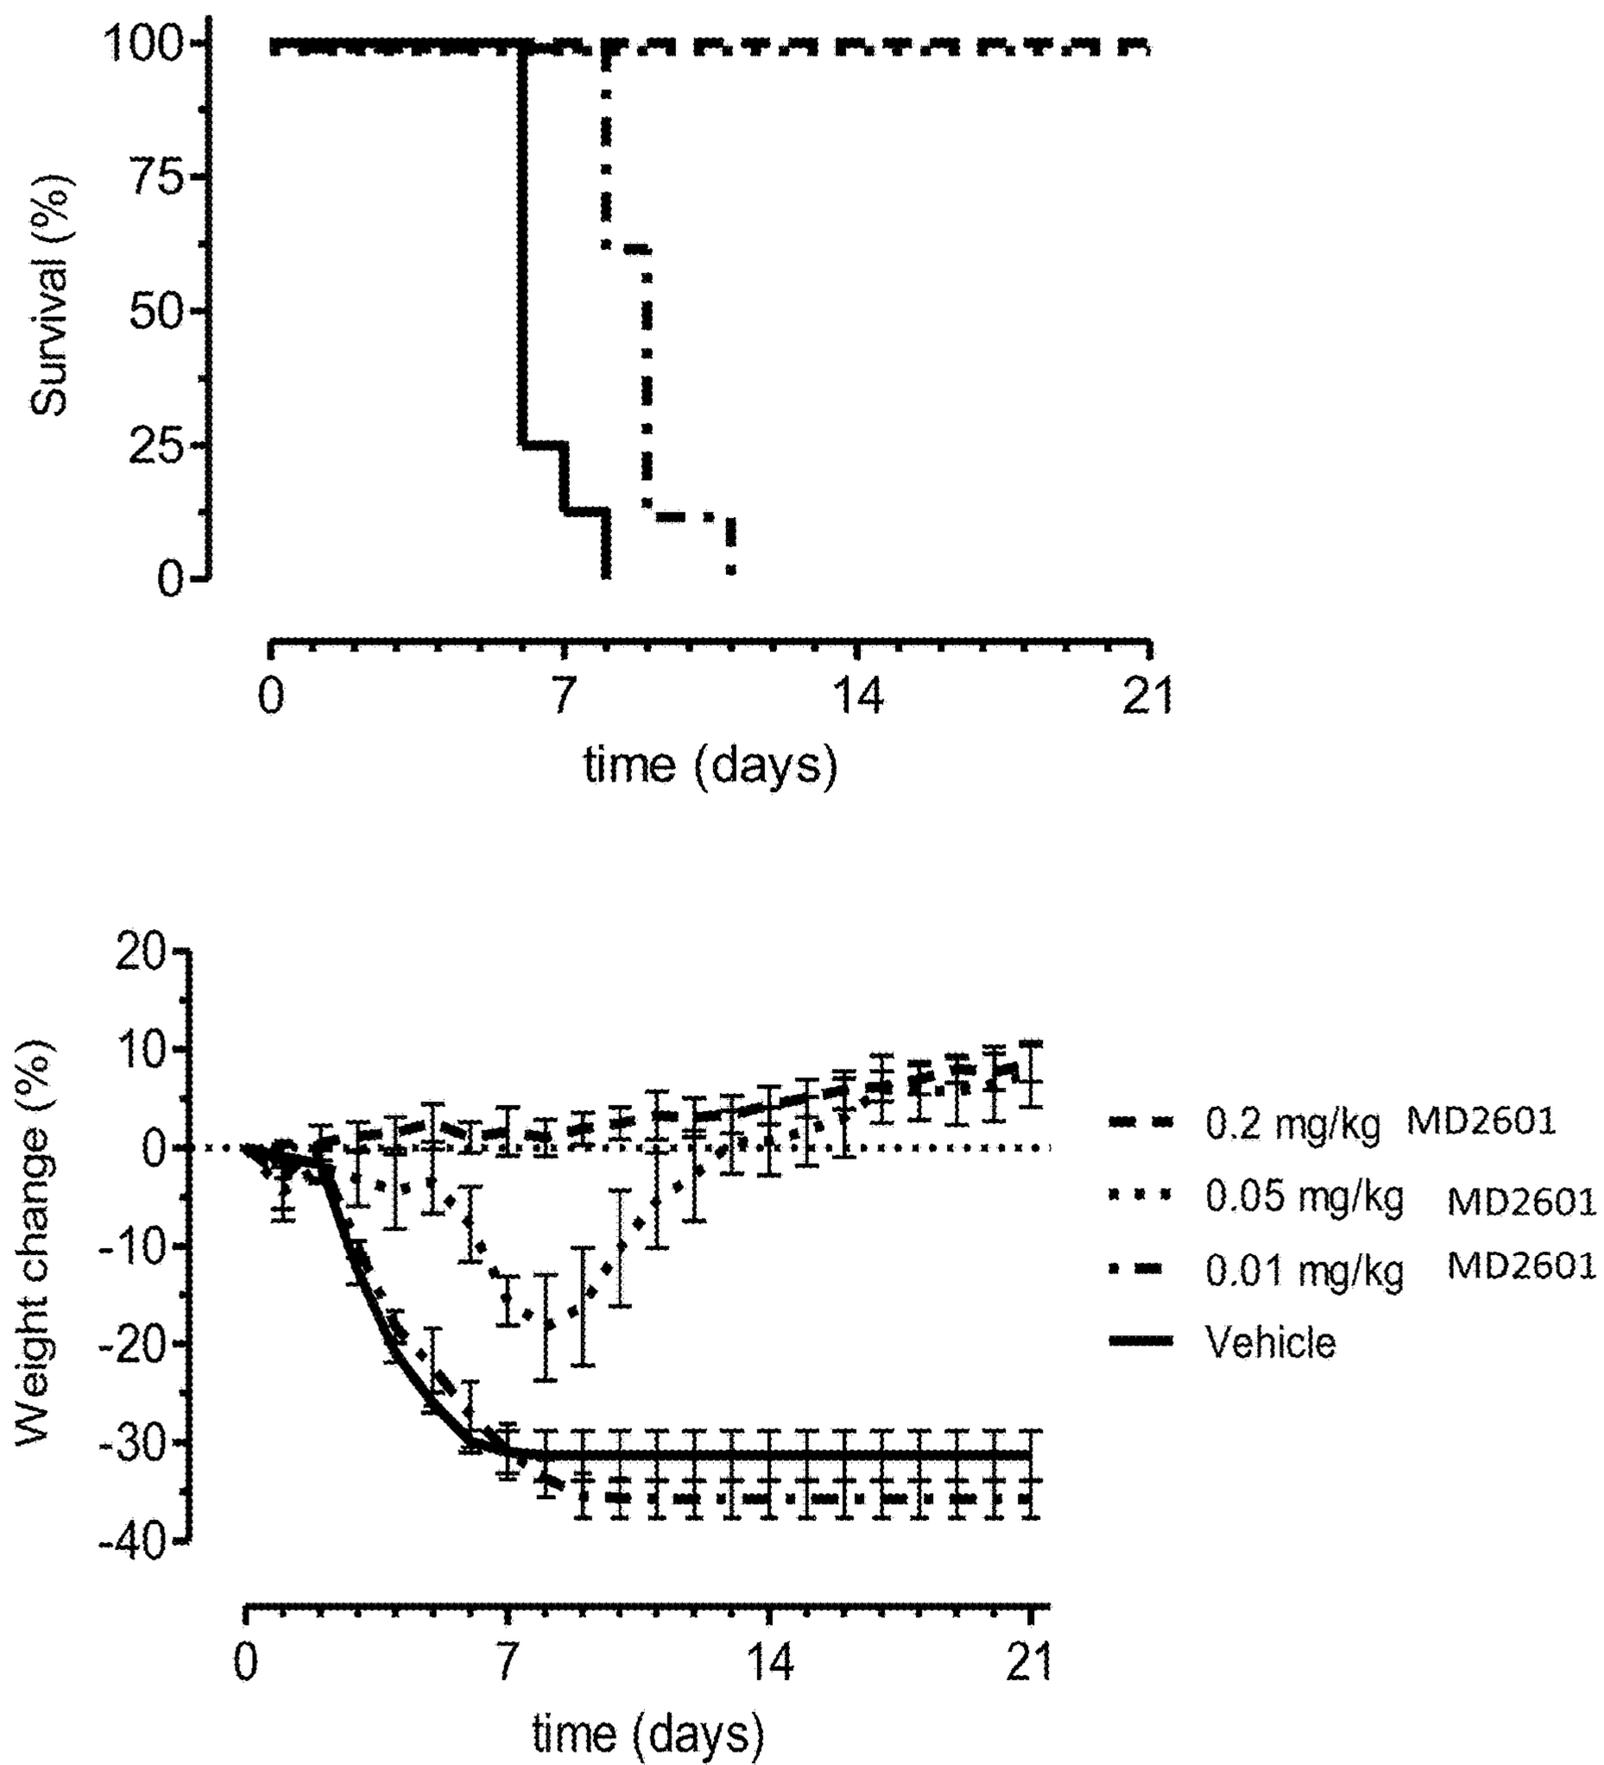 Survival (%)
100
75
50
25
0
0 7 14 21
time (days)
Weight change (%)
20
10
0
-10
-20
-30
-40
0.2 mg/kg MD2601
0.05 mg/kg MD2601
0.01 mg/kg MD2601
Vehicle
0 7 14 21
time (days)